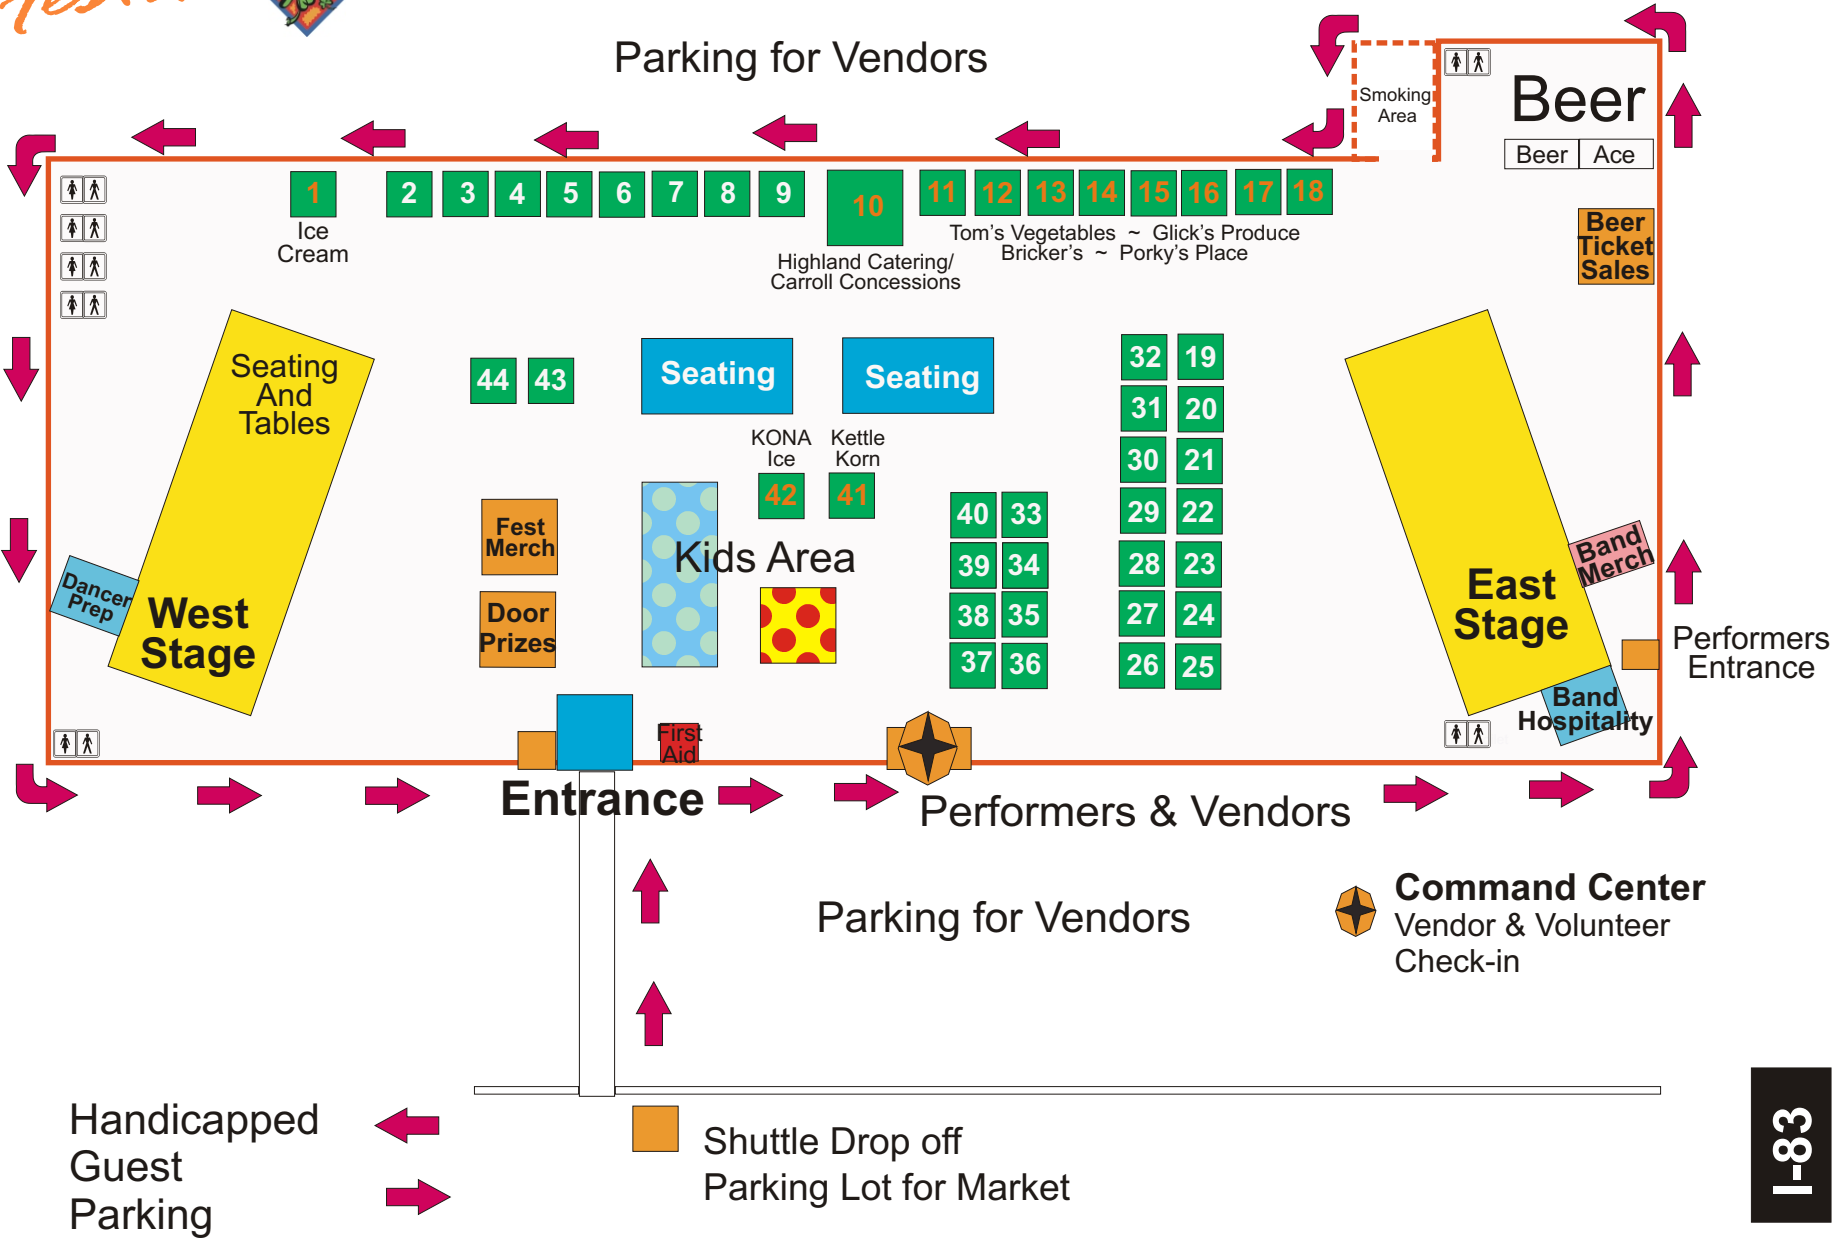 Parking for Vendors
Smoking
Area
Beer
Beer Ace
1
2
3
4
5
6
7
8
9
10
11
12
13
14
15
16
17
18
Ice
Cream
Highland Catering/
Carroll Concessions
Tom's Vegetables ~ Glick's Produce
Bricker's ~ Porky's Place
Beer
Ticket
Sales
Seating
And
Tables
West
Stage
Dancer
Prep
44
43
Seating
Seating
KONA
Ice
Kettle
Korn
42
41
Fest
Merch
Door
Prizes
Kids Area
40 33
39 34
38 35
37 36
32 19
31 20
30 21
29 22
28 23
27 24
26 25
East
Stage
Band
Merch
Band
Hospitality
Performers
Entrance
First
Aid
Entrance
Performers & Vendors
Parking for Vendors
Command Center
Vendor & Volunteer
Check-in
Handicapped
Guest
Parking
Shuttle Drop off
Parking Lot for Market
I-83